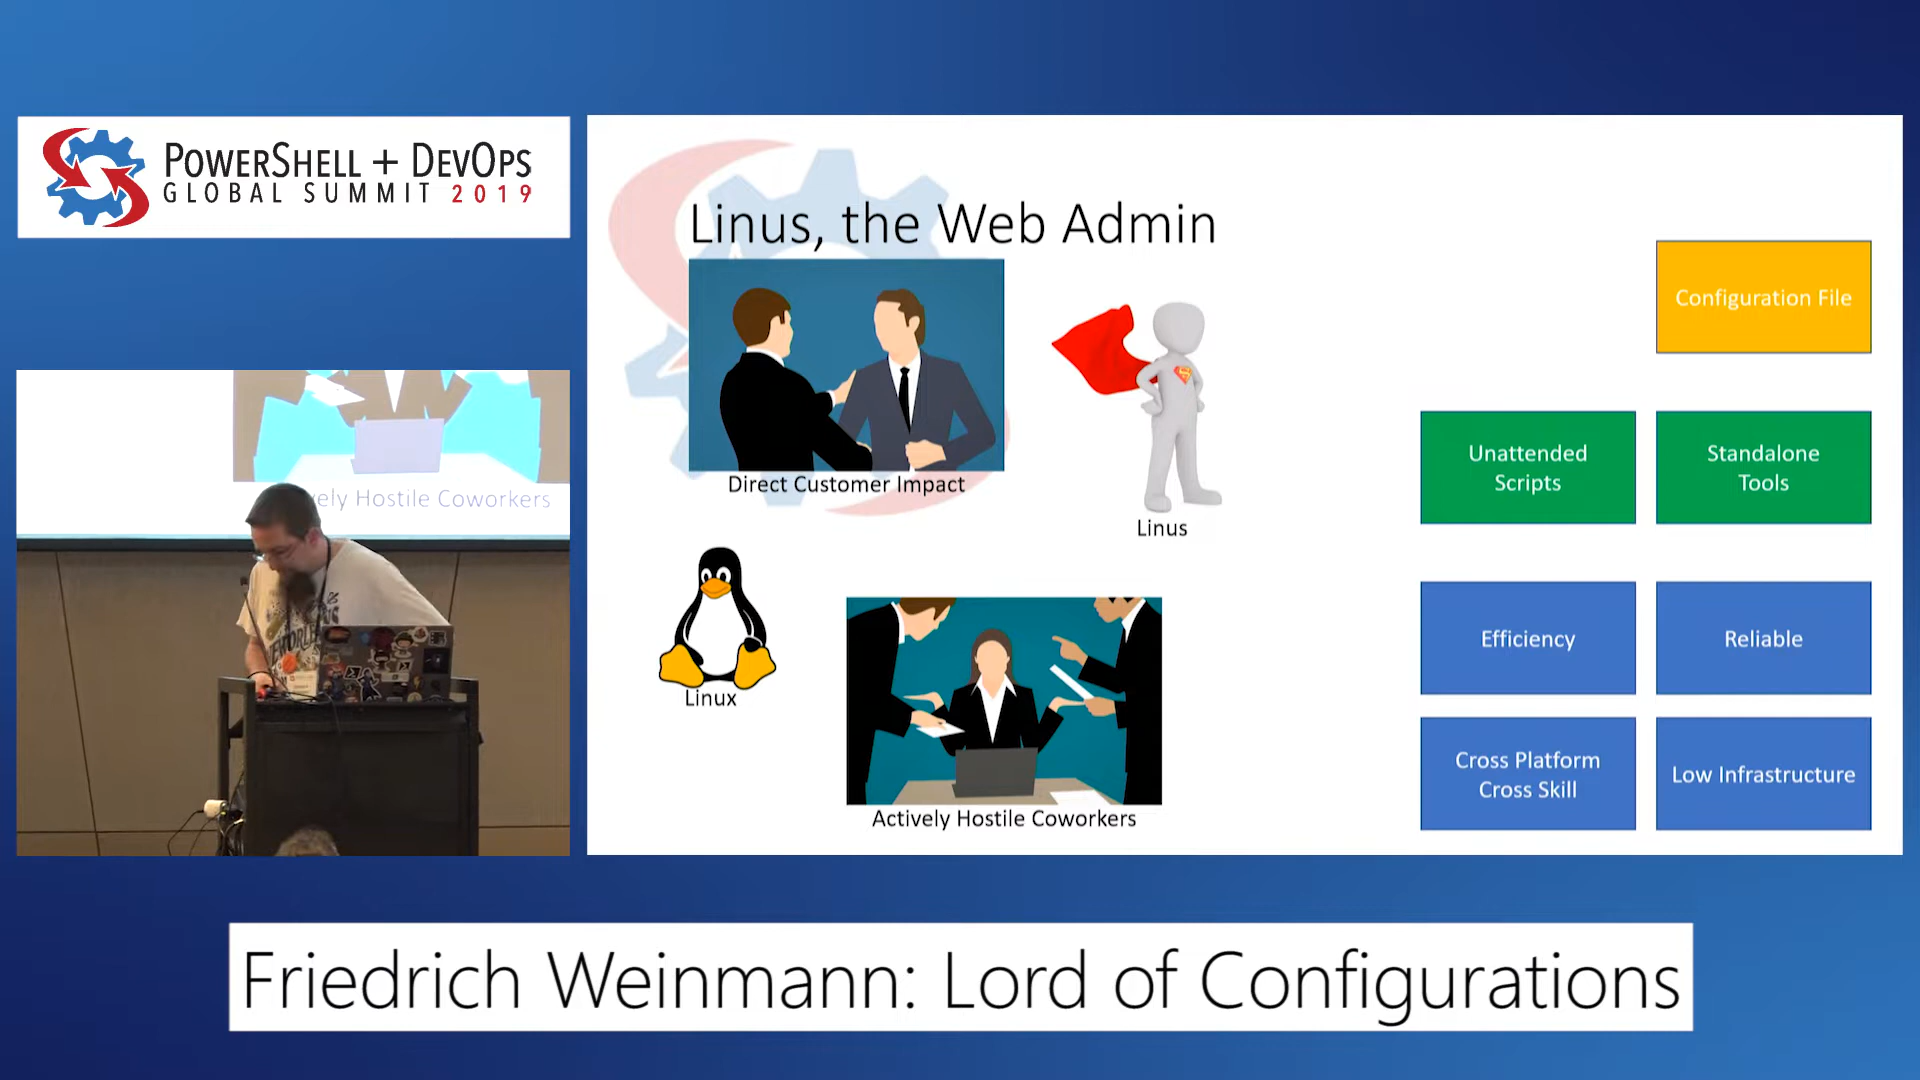 POWERSHELL + DEVOPS
GLOBAL SUMMIT 2019
Linus, the Web Admin
Direct Customer Impact
Linus
Linux
Actively Hostile Coworkers
Configuration File
Unattended
Scripts
Standalone
Tools
Efficiency
Reliable
Cross Platform
Cross Skill
Low Infrastructure
vely Hostile Coworkers
Friedrich Weinmann: Lord of Configurations